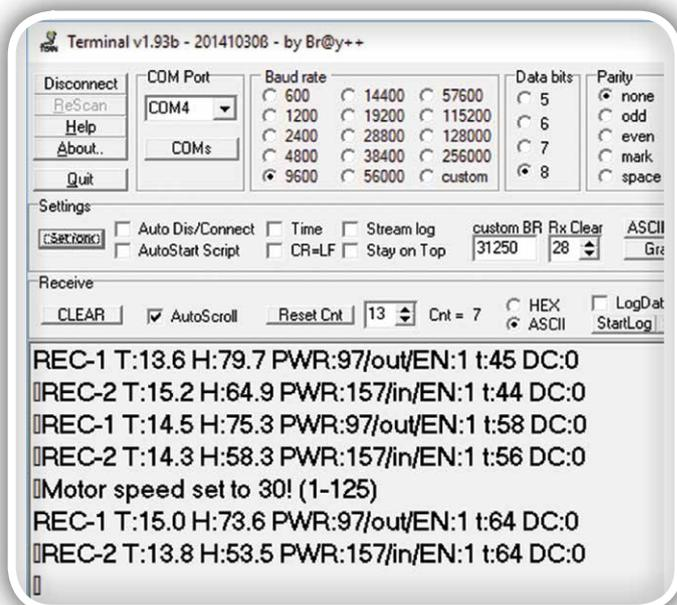 Terminal v1.93b - 20141030ß - by Br@y++
Disconnect
ReScan
Help
About..
Quit
COM Port
COM4
COMs
Baud rate
600 14400 57600
1200 19200 115200
2400 28800 128000
4800 38400 256000
9600 56000 custom
Data bits
5
6
7
8
Parity
none
odd
even
mark
space
Settings
Auto Dis/Connect Time Stream log custom BR Rx Clear ASCII
AutoStart Script CR=LF Stay on Top 31250 28
Receive
CLEAR AutoScroll Reset Cnt 13 Cnt = 7 HEX ASCII LogDat StartLog
REC-1 T:13.6 H:79.7 PWR:97/out/EN:1 t:45 DC:0
REC-2 T:15.2 H:64.9 PWR:157/in/EN:1 t:44 DC:0
REC-1 T:14.5 H:75.3 PWR:97/out/EN:1 t:58 DC:0
REC-2 T:14.3 H:58.3 PWR:157/in/EN:1 t:56 DC:0
Motor speed set to 30! (1-125)
REC-1 T:15.0 H:73.6 PWR:97/out/EN:1 t:64 DC:0
REC-2 T:13.8 H:53.5 PWR:157/in/EN:1 t:64 DC:0